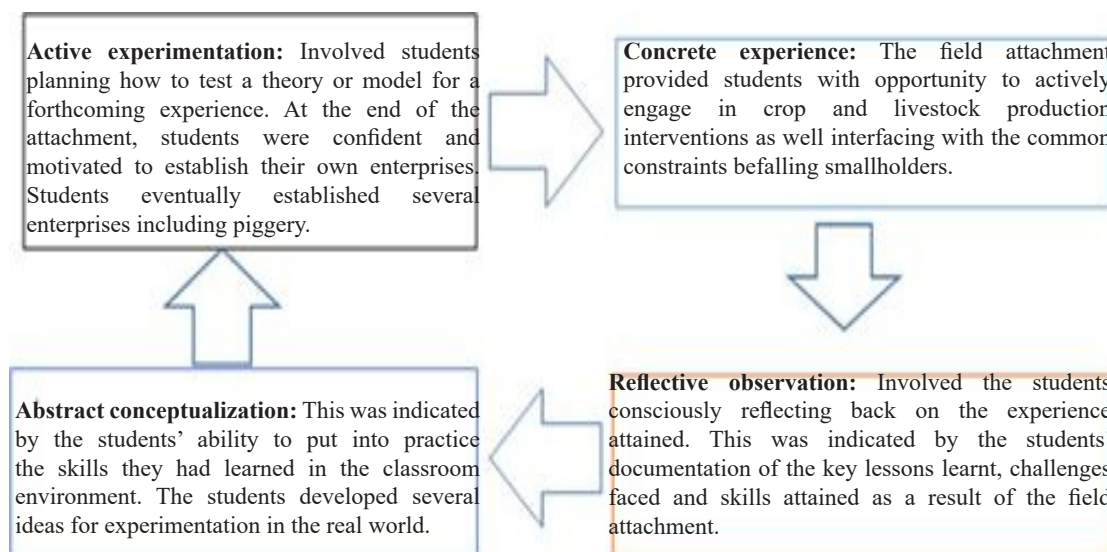 Active experimentation: Involved students
planning how to test a theory or model for a
forthcoming experience. At the end of the
attachment, students were confident and
motivated to establish their own enterprises.
Students eventually established several
enterprises including piggery.
Concrete experience: The field attachment
provided students with opportunity to actively
engage in crop and livestock production
interventions as well interfacing with the common
constraints befalling smallholders.
Abstract conceptualization: This was indicated
by the students’ ability to put into practice
the skills they had learned in the classroom
environment. The students developed several
ideas for experimentation in the real world.
Reflective observation: Involved the students
consciously reflecting back on the experience
attained. This was indicated by the students
documentation of the key lessons learnt, challenges
faced and skills attained as a result of the field
attachment.